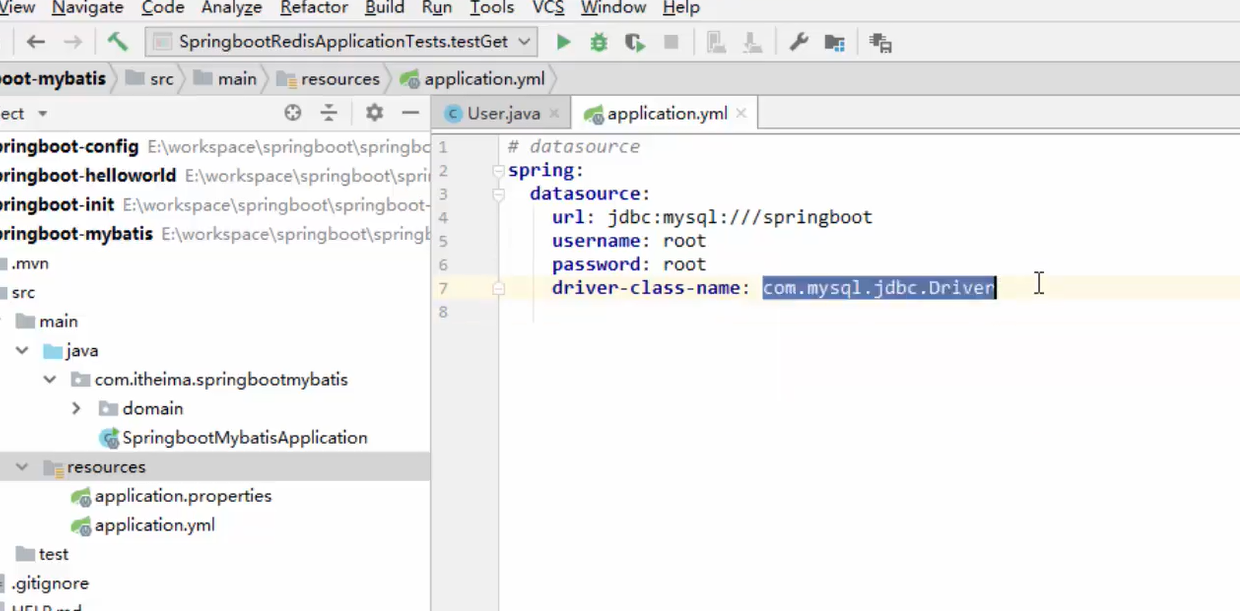 View Navigate Code Analyze Refactor Build Run Tools VCS Window Help
SpringbootRedisApplicationTests.testGet
boot-mybatis src main resources application.yml
ect
User.java application.yml
pringboot-config E:\workspace\springboot\springbc
pringboot-helloworld E:\workspace\springboot\spri
pringboot-init E:\workspace\springboot\springboot-
pringboot-mybatis E:\workspace\springboot\springb
.mvn
src
main
java
com.itheima.springbootmybatis
domain
SpringbootMybatisApplication
resources
application.properties
application.yml
test
.gitignore
HELP.md
1 # datasource
2 spring:
3 datasource:
4 url: jdbc:mysql:///springboot
5 username: root
6 password: root
7 driver-class-name: com.mysql.jdbc.Driver
8